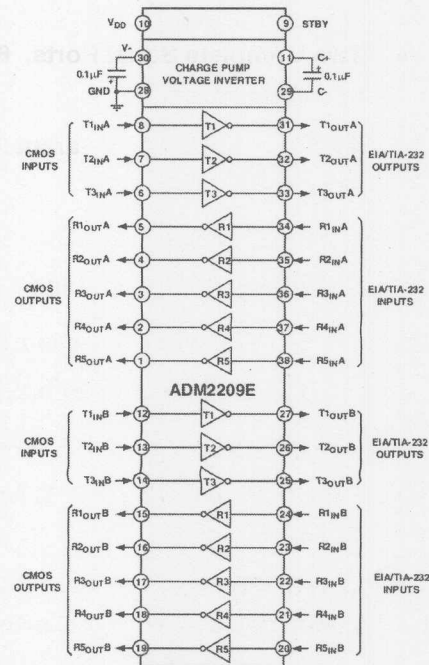 VDD 10 9 STBY
V- 30 11 C+
0.1µF CHARGE PUMP VOLTAGE INVERTER 0.1µF
GND 28 29 C-
T1INA 8 T1 31 T1OUTA
CMOS INPUTS T2INA 7 T2 32 T2OUTA EIA/TIA-232 OUTPUTS
T3INA 6 T3 33 T3OUTA
R1OUTA 5 R1 34 R1INA
R2OUTA 4 R2 35 R2INA
CMOS OUTPUTS R3OUTA 3 R3 36 R3INA EIA/TIA-232 INPUTS
R4OUTA 2 R4 37 R4INA
R5OUTA 1 R5 38 R5INA
ADM2209E
T1INB 12 T1 27 T1OUTB
CMOS INPUTS T2INB 13 T2 26 T2OUTB EIA/TIA-232 OUTPUTS
T3INB 14 T3 25 T3OUTB
R1OUTB 15 R1 24 R1INB
R2OUTB 16 R2 23 R2INB
CMOS OUTPUTS R3OUTB 17 R3 22 R3INB EIA/TIA-232 INPUTS
R4OUTB 18 R4 21 R4INB
R5OUTB 19 R5 20 R5INB